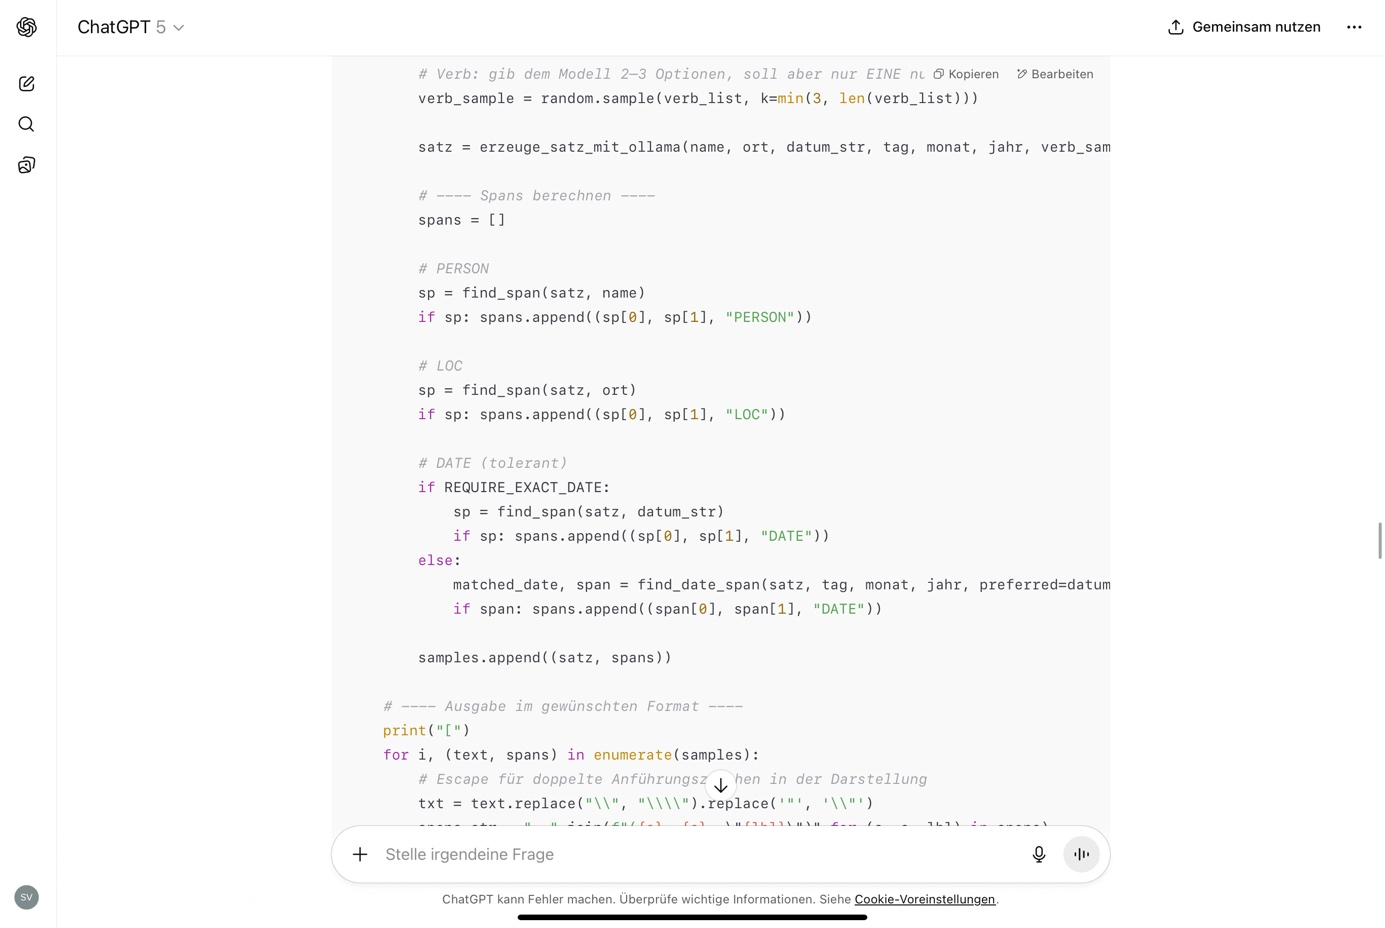 ChatGPT 5
Gemeinsam nutzen
# Verb: gib dem Modell 2–3 Optionen, soll aber nur EINE nu
Kopieren
Bearbeiten
verb_sample = random.sample(verb_list, k=min(3, len(verb_list)))
satz = erzeuge_satz_mit_ollama(name, ort, datum_str, tag, monat, jahr, verb_sam
# ---- Spans berechnen ----
spans = []
# PERSON
sp = find_span(satz, name)
if sp: spans.append((sp[0], sp[1], "PERSON"))
# LOC
sp = find_span(satz, ort)
if sp: spans.append((sp[0], sp[1], "LOC"))
# DATE (tolerant)
if REQUIRE_EXACT_DATE:
sp = find_span(satz, datum_str)
if sp: spans.append((sp[0], sp[1], "DATE"))
else:
matched_date, span = find_date_span(satz, tag, monat, jahr, preferred=datum
if span: spans.append((span[0], span[1], "DATE"))
samples.append((satz, spans))
# ---- Ausgabe im gewünschten Format ----
print("[")
for i, (text, spans) in enumerate(samples):
# Escape für doppelte Anführungsz hen in der Darstellung
txt = text.replace("\\", "\\\\").replace('"', '\\"')
Stelle irgendeine Frage
SV
ChatGPT kann Fehler machen. Überprüfe wichtige Informationen. Siehe Cookie-Voreinstellungen.